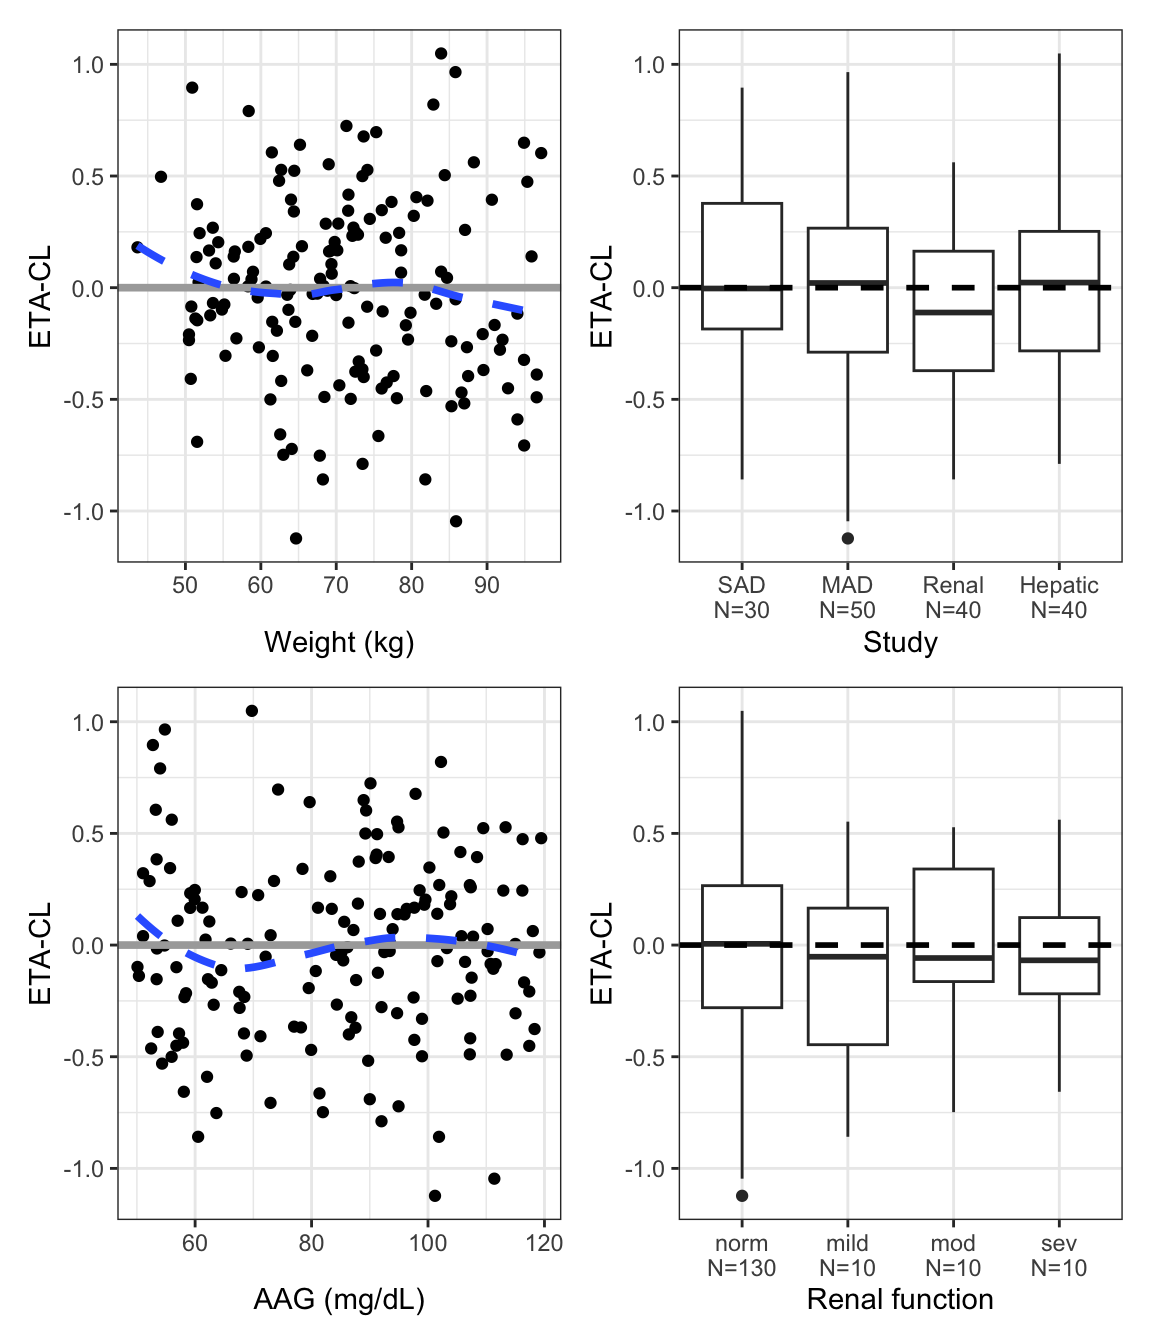 1.0
0.5
0.0
-0.5
-1.0
ETA-CL
50 60 70 80 90
Weight (kg)
1.0
0.5
0.0
-0.5
-1.0
ETA-CL
SAD MAD Renal Hepatic
N=30 N=50 N=40 N=40
Study
1.0
0.5
0.0
-0.5
-1.0
ETA-CL
60 80 100 120
AAG (mg/dL)
1.0
0.5
0.0
-0.5
-1.0
ETA-CL
norm mild mod sev
N=130 N=10 N=10 N=10
Renal function